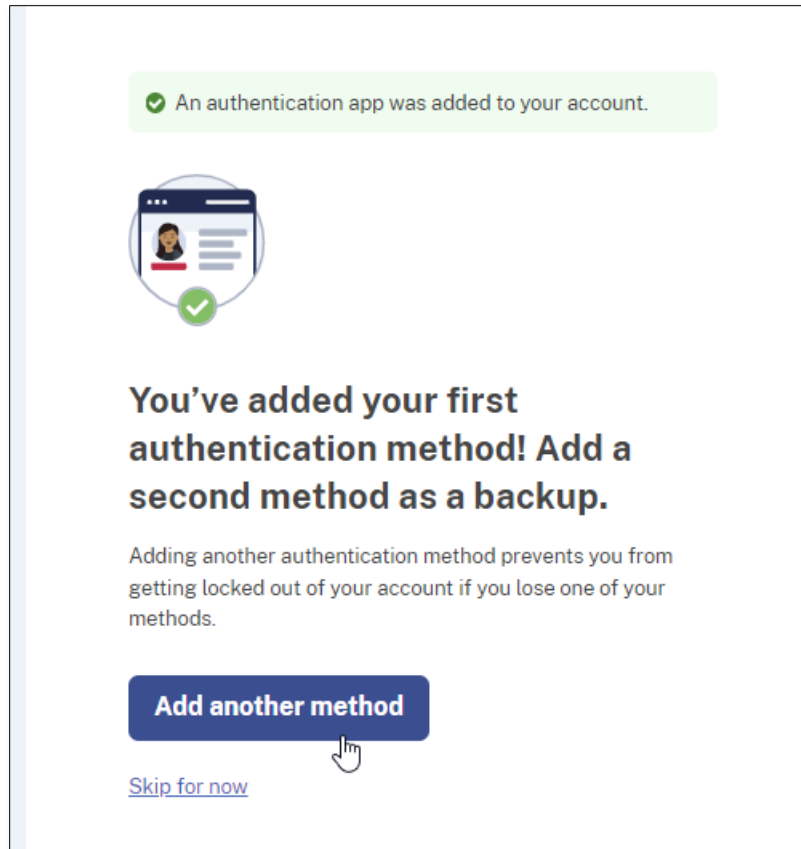 An authentication app was added to your account.
You’ve added your first
authentication method! Add a
second method as a backup.
Adding another authentication method prevents you from
getting locked out of your account if you lose one of your
methods.
Add another method
Skip for now